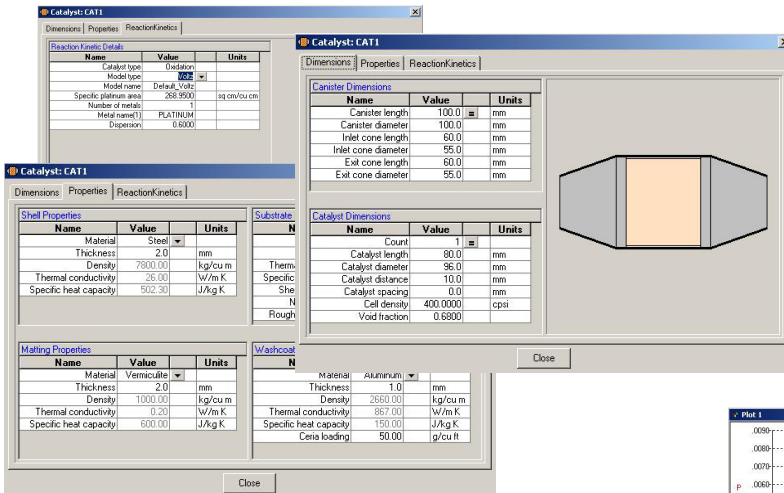 Catalyst: CAT1
Dimensions Properties ReactionKinetics
Reaction Kinetic Details
Name Value Units
Catalyst type Oxidation
Model type Voltz
Model name Default_Voltz
Specific platinum area 268.9500 sq cm/cu cm
Number of metals 1
Metal name(1) PLATINUM
Dispersion 0.6000
Catalyst: CAT1
Dimensions Properties ReactionKinetics
Canister Dimensions
Name Value Units
Canister length 100.0 = mm
Canister diameter 100.0 mm
Inlet cone length 60.0 mm
Inlet cone diameter 55.0 mm
Exit cone length 60.0 mm
Exit cone diameter 55.0 mm
Catalyst Dimensions
Name Value Units
Count 1 =
Catalyst length 80.0 mm
Catalyst diameter 96.0 mm
Catalyst distance 10.0 mm
Catalyst spacing 0.0 mm
Cell density 400.0000 cpsi
Void fraction 0.6800
Close
Catalyst: CAT1
Dimensions Properties ReactionKinetics
Shell Properties
Name Value Units
Material Steel
Thickness 2.0 mm
Density 7800.00 kg/cu m
Thermal conductivity 26.00 W/m K
Specific heat capacity 502.30 J/kg K
Substrate
N
Therma
Specific
She
N
Rough
Matting Properties
Name Value Units
Material Vermiculite
Thickness 2.0 mm
Density 1000.00 kg/cu m
Thermal conductivity 0.20 W/m K
Specific heat capacity 600.00 J/kg K
Washcoat
N
Material Aluminum
Thickness 1.0 mm
Density 2660.00 kg/cu m
Thermal conductivity 867.00 W/m K
Specific heat capacity 150.00 J/kg K
Ceria loading 50.00 g/cu ft
Close
Plot 1
.0090
.0080
.0070
P .0060